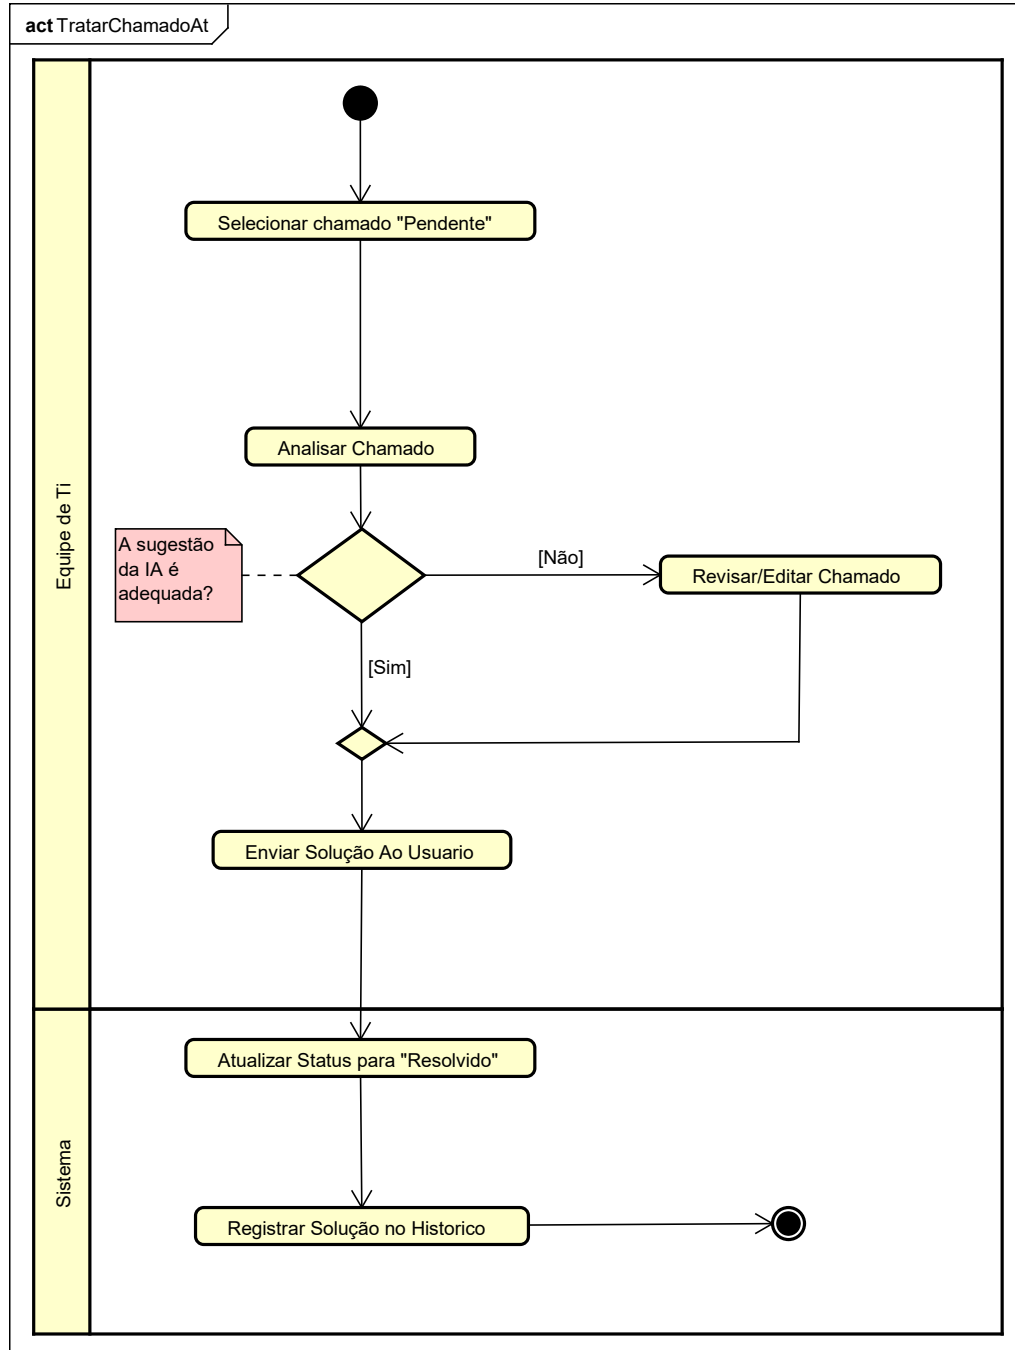 act TratarChamadoAt
Selecionar chamado "Pendente"
Analisar Chamado
Equipe de Ti
A sugestão
da IA é
adequada?
[Não]
Revisar/Editar Chamado
[Sim]
Enviar Solução Ao Usuario
Atualizar Status para "Resolvido"
Sistema
Registrar Solução no Historico